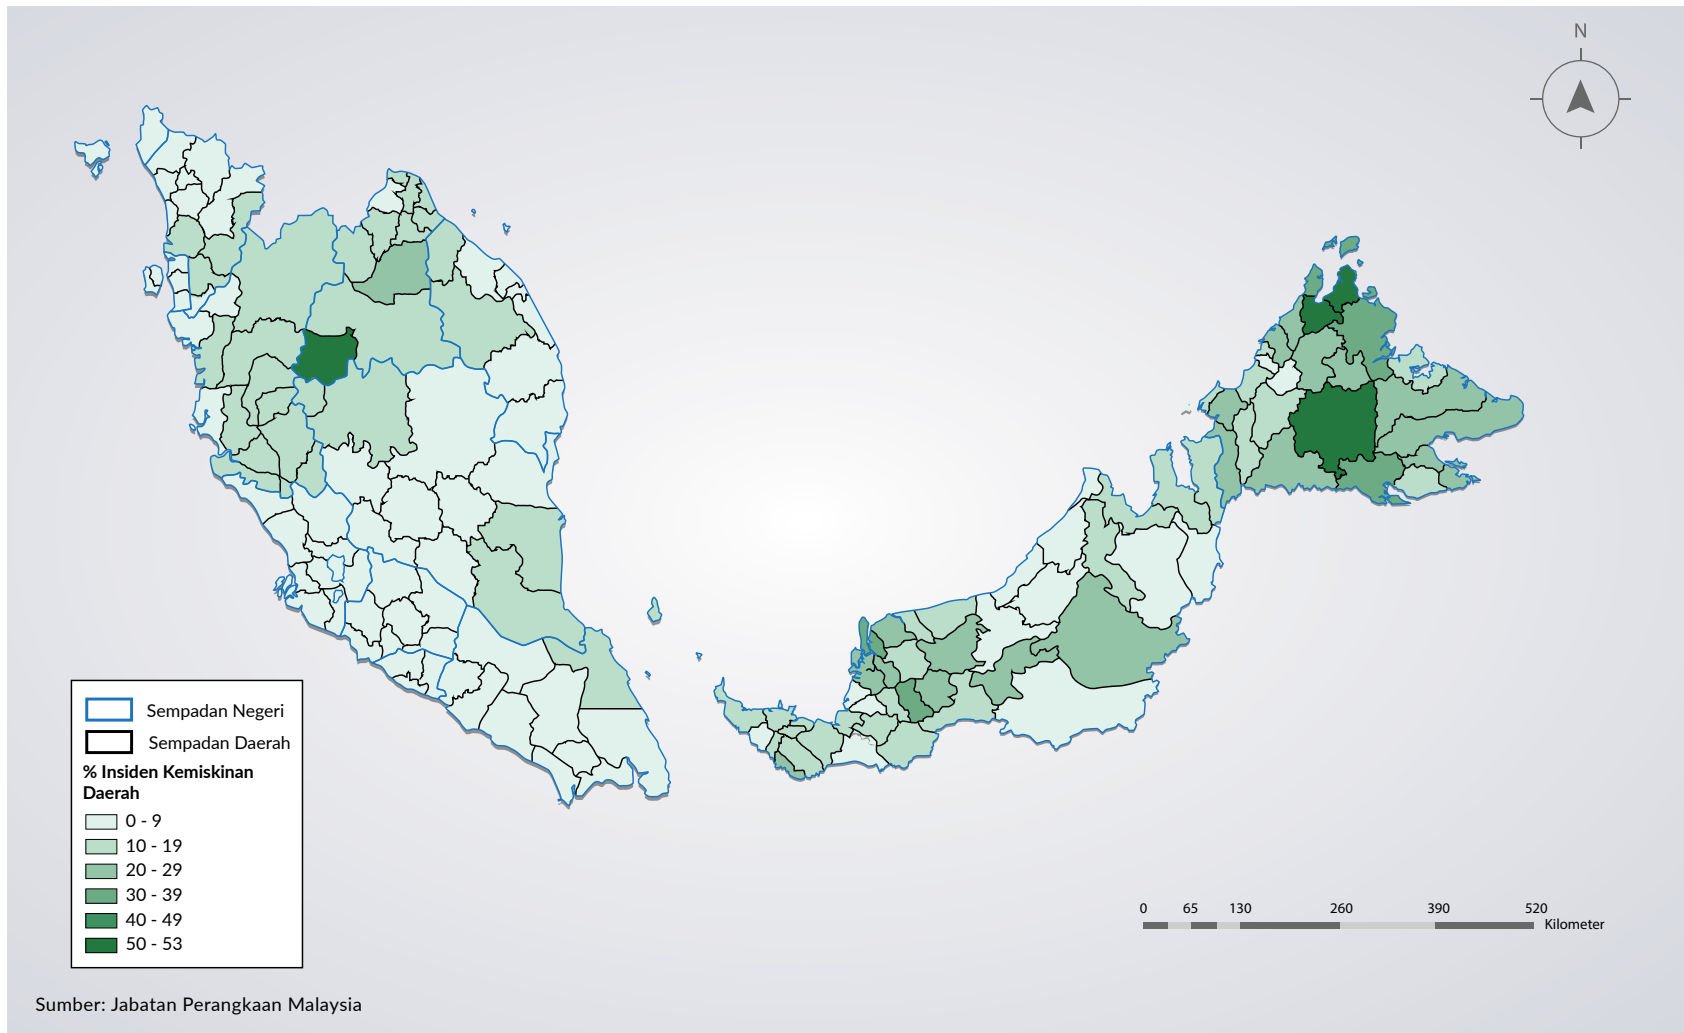 N
Sempadan Negeri
Sempadan Daerah
% Insiden Kemiskinan
Daerah
0 - 9
10 - 19
20 - 29
30 - 39
40 - 49
50 - 53
0 65 130 260 390 520
Kilometer
Sumber: Jabatan Perangkaan Malaysia